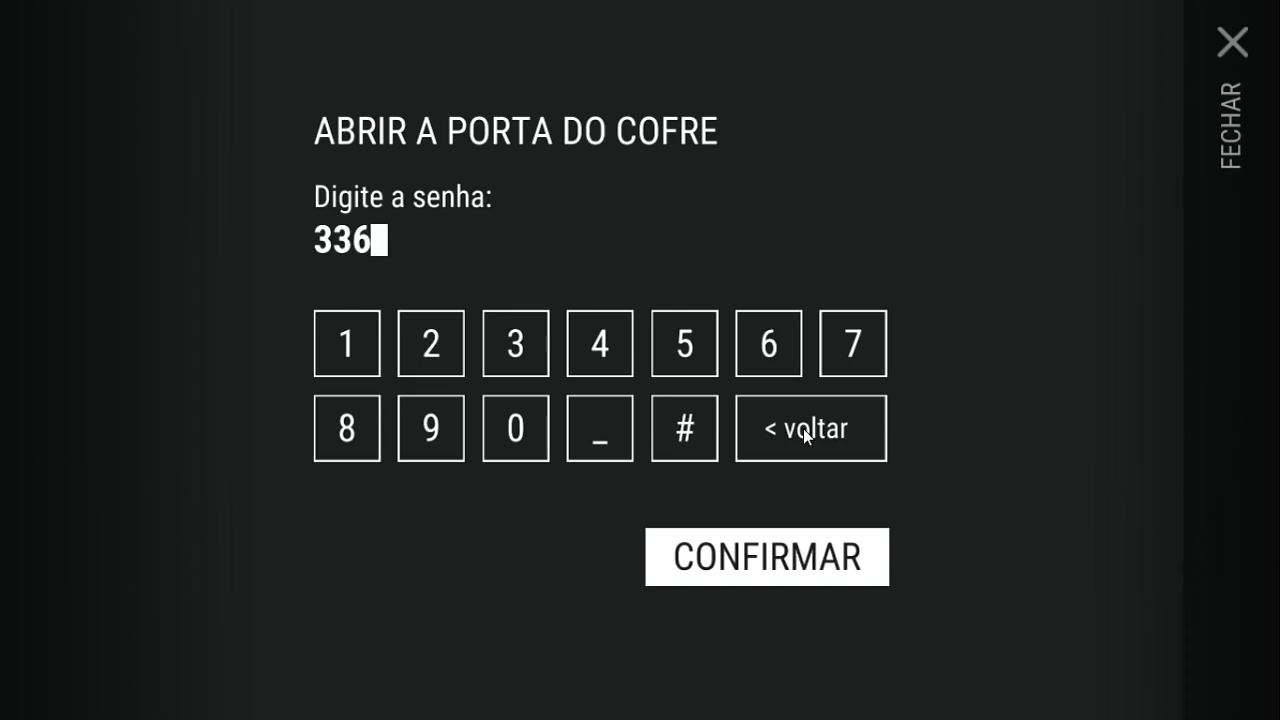 ABRIR A PORTA DO COFRE
Digite a senha:
336
1 2 3 4 5 6 7
8 9 0 _ # < voltar
CONFIRMAR
FECHAR